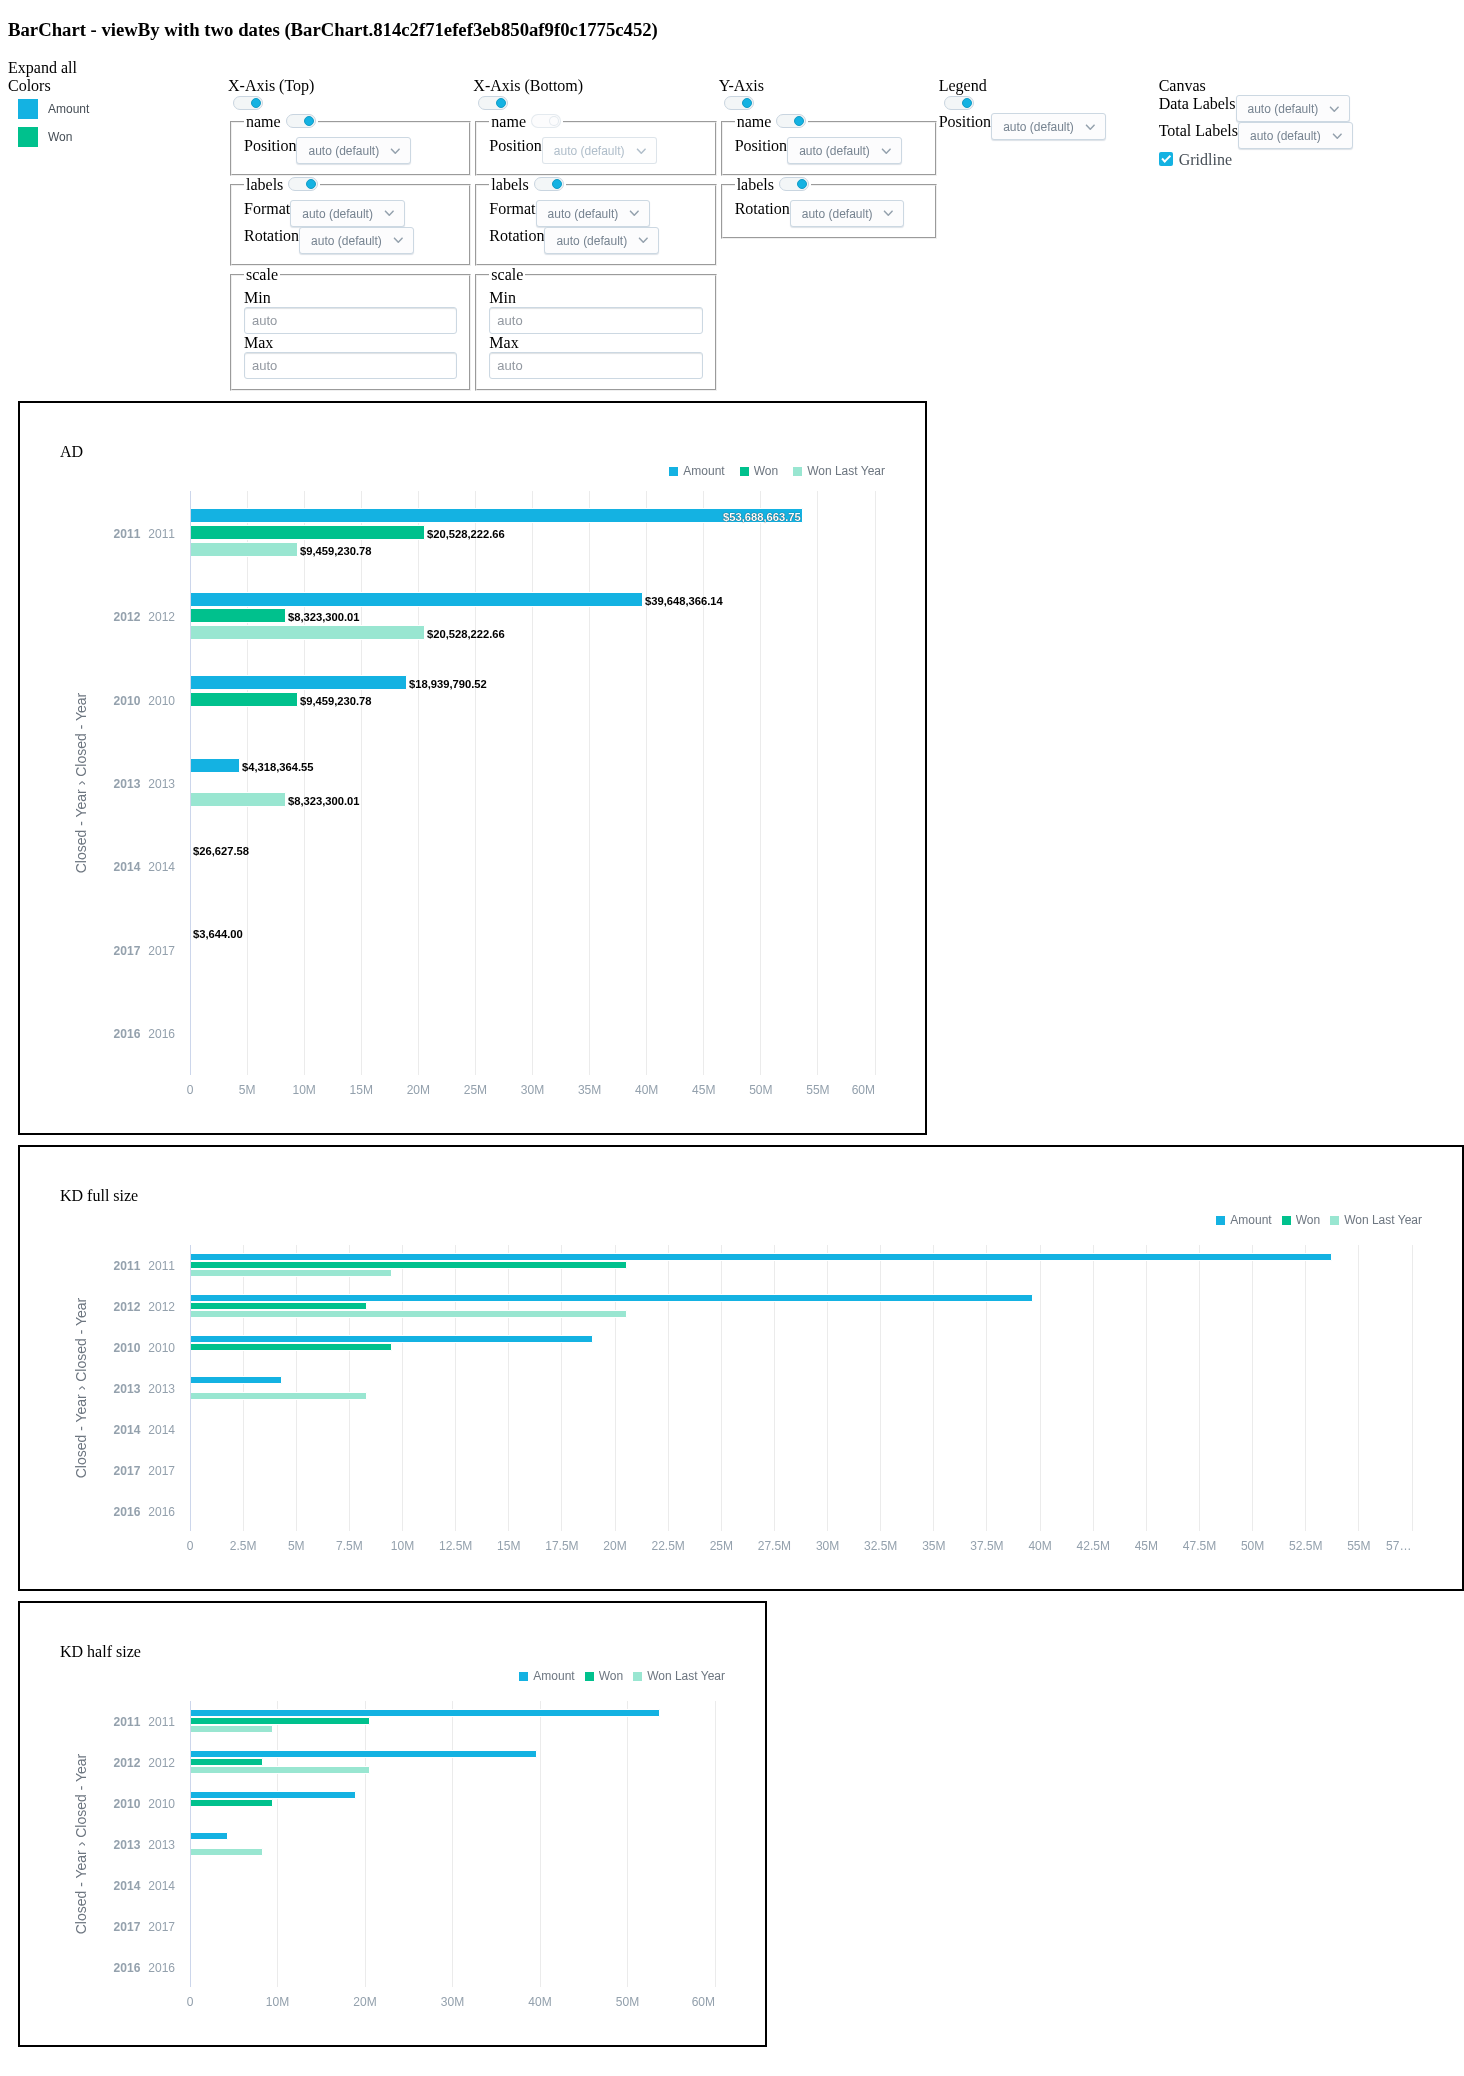 BarChart - viewBy with two dates (BarChart.814c2f71efef3eb850af9f0c1775c452)
Expand all
Colors
Amount
Won
X-Axis (Top)
name
Position auto (default)
labels
Format auto (default)
Rotation auto (default)
scale
Min
auto
Max
auto
X-Axis (Bottom)
name
Position auto (default)
labels
Format auto (default)
Rotation auto (default)
scale
Min
auto
Max
auto
Y-Axis
name
Position auto (default)
labels
Rotation auto (default)
Legend
Position auto (default)
Canvas
Data Labels auto (default)
Total Labels auto (default)
Gridline
AD
Amount Won Won Last Year
Closed - Year › Closed - Year
$53,688,663.75
2011 2011 $20,528,222.66
$9,459,230.78
$39,648,366.14
2012 2012 $8,323,300.01
$20,528,222.66
$18,939,790.52
2010 2010 $9,459,230.78
$4,318,364.55
2013 2013
$8,323,300.01
$26,627.58
2014 2014
$3,644.00
2017 2017
2016 2016
0 5M 10M 15M 20M 25M 30M 35M 40M 45M 50M 55M 60M
KD full size
Amount Won Won Last Year
Closed - Year › Closed - Year
2011 2011
2012 2012
2010 2010
2013 2013
2014 2014
2017 2017
2016 2016
0 2.5M 5M 7.5M 10M 12.5M 15M 17.5M 20M 22.5M 25M 27.5M 30M 32.5M 35M 37.5M 40M 42.5M 45M 47.5M 50M 52.5M 55M 57…
KD half size
Amount Won Won Last Year
Closed - Year › Closed - Year
2011 2011
2012 2012
2010 2010
2013 2013
2014 2014
2017 2017
2016 2016
0 10M 20M 30M 40M 50M 60M